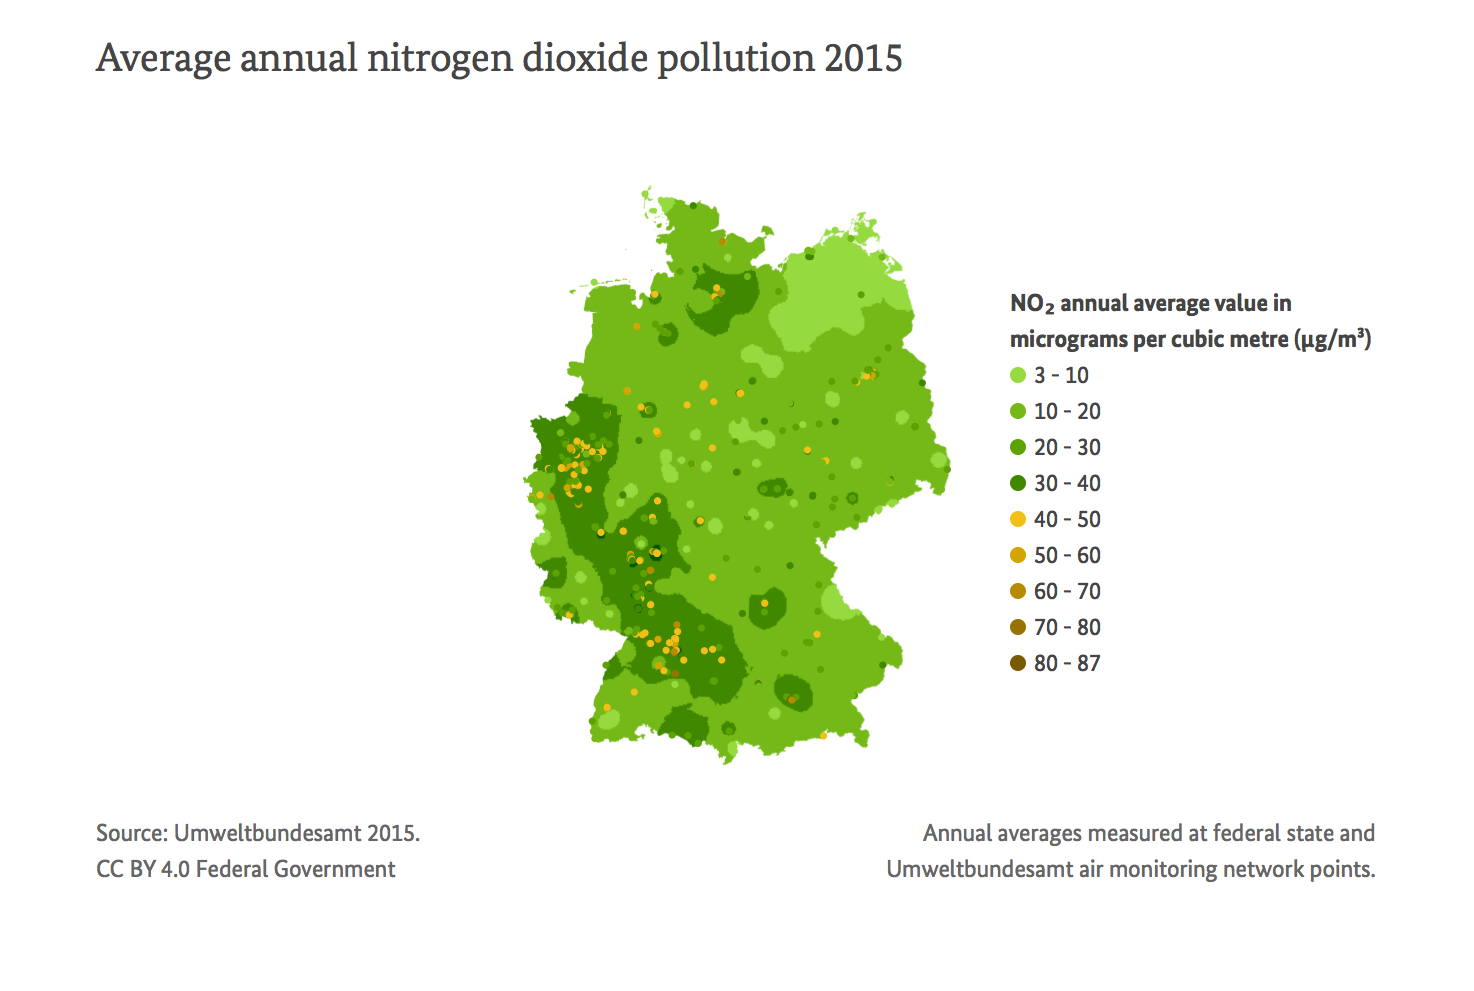 Average annual nitrogen dioxide pollution 2015
NO₂ annual average value in
micrograms per cubic metre (µg/m³)
3 - 10
10 - 20
20 - 30
30 - 40
40 - 50
50 - 60
60 - 70
70 - 80
80 - 87
Source: Umweltbundesamt 2015.
CC BY 4.0 Federal Government
Annual averages measured at federal state and
Umweltbundesamt air monitoring network points.